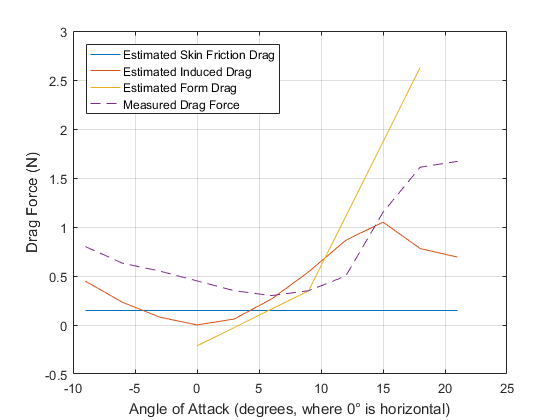 3
2.5
2
1.5
1
0.5
0
-0.5
Drag Force (N)
Estimated Skin Friction Drag
Estimated Induced Drag
Estimated Form Drag
Measured Drag Force
-10 -5 0 5 10 15 20 25
Angle of Attack (degrees, where 0° is horizontal)